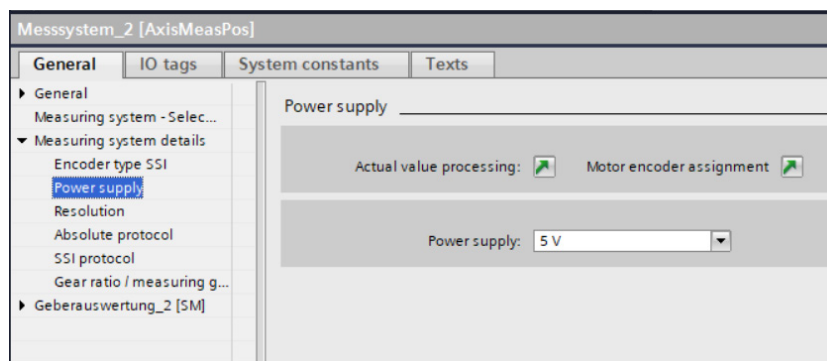 Messsystem_2 [AxisMeasPos]
General IO tags System constants Texts
General
Measuring system - Selec...
Measuring system details
Encoder type SSI
Power supply
Resolution
Absolute protocol
SSI protocol
Gear ratio / measuring g...
Geberauswertung_2 [SM]
Power supply
Actual value processing: Motor encoder assignment
Power supply: 5 V